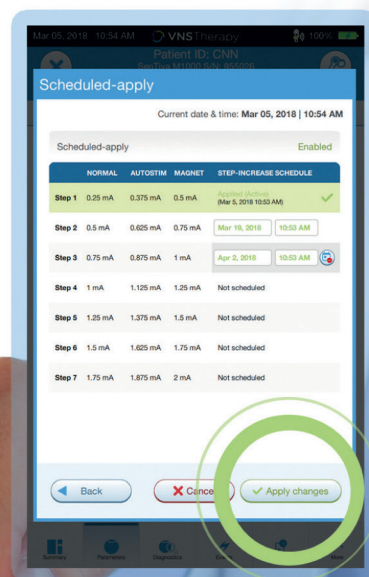 Mar 05, 2018 10:54 AM VNSTherapy 100%
Patient ID: CNN
SenTiva M1000 S/N: 955026
Scheduled-apply
Current date & time: Mar 05, 2018 | 10:54 AM
Scheduled-apply Enabled
NORMAL AUTOSTIM MAGNET STEP-INCREASE SCHEDULE
Step 1 0.25 mA 0.375 mA 0.5 mA Applied (Active)
(Mar 5, 2018 10:53 AM)
Step 2 0.5 mA 0.625 mA 0.75 mA Mar 19, 2018 10:53 AM
Step 3 0.75 mA 0.875 mA 1 mA Apr 2, 2018 10:53 AM
Step 4 1 mA 1.125 mA 1.25 mA Not scheduled
Step 5 1.25 mA 1.375 mA 1.5 mA Not scheduled
Step 6 1.5 mA 1.625 mA 1.75 mA Not scheduled
Step 7 1.75 mA 1.875 mA 2 mA Not scheduled
Back Cance Apply changes
Summary Parameters Diagnostics Events More